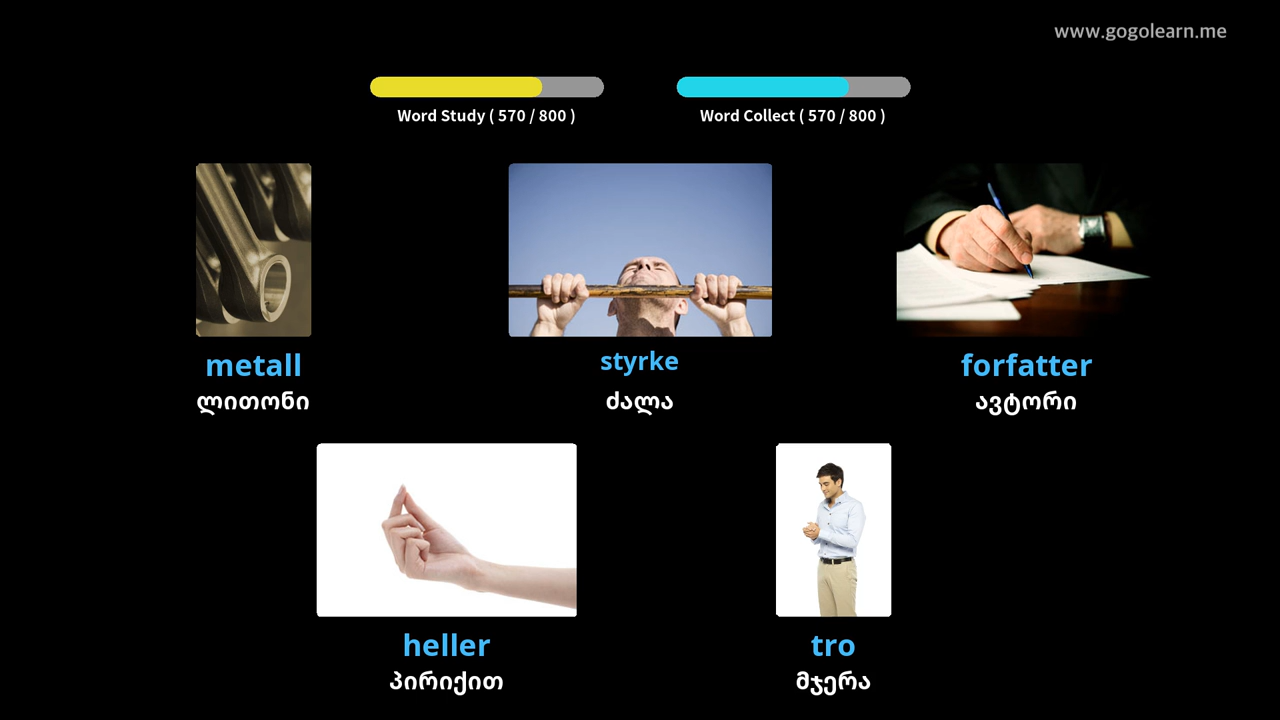 www.gogolearn.me
Word Study ( 570 / 800 )
Word Collect ( 570 / 800 )
metall
ლითონი
styrke
ძალა
forfatter
ავტორი
heller
პირიქით
tro
მჯერა